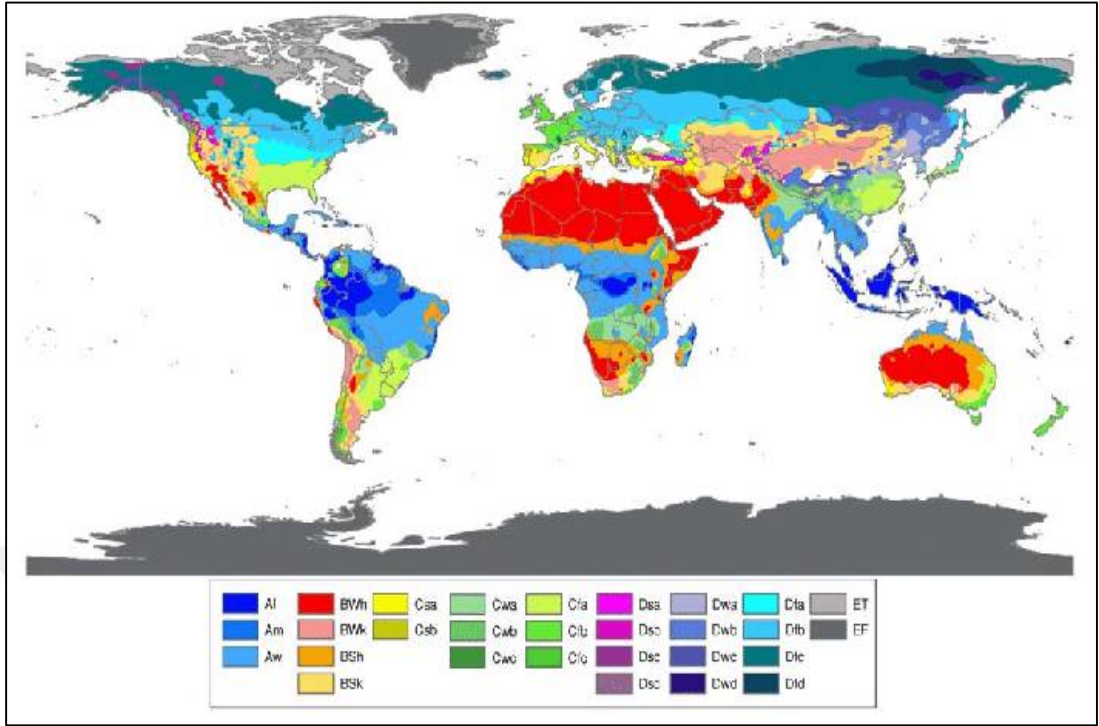 Af BWh Csa Cwa Cfa Dsa Dwa Dfa ET
Am BWk Csb Cwb Cfb Dsb Dwb Dfb EF
Aw BSh Cwc Cfc Dsc Dwc Dfc
BSk Dsc Dwd Dfd